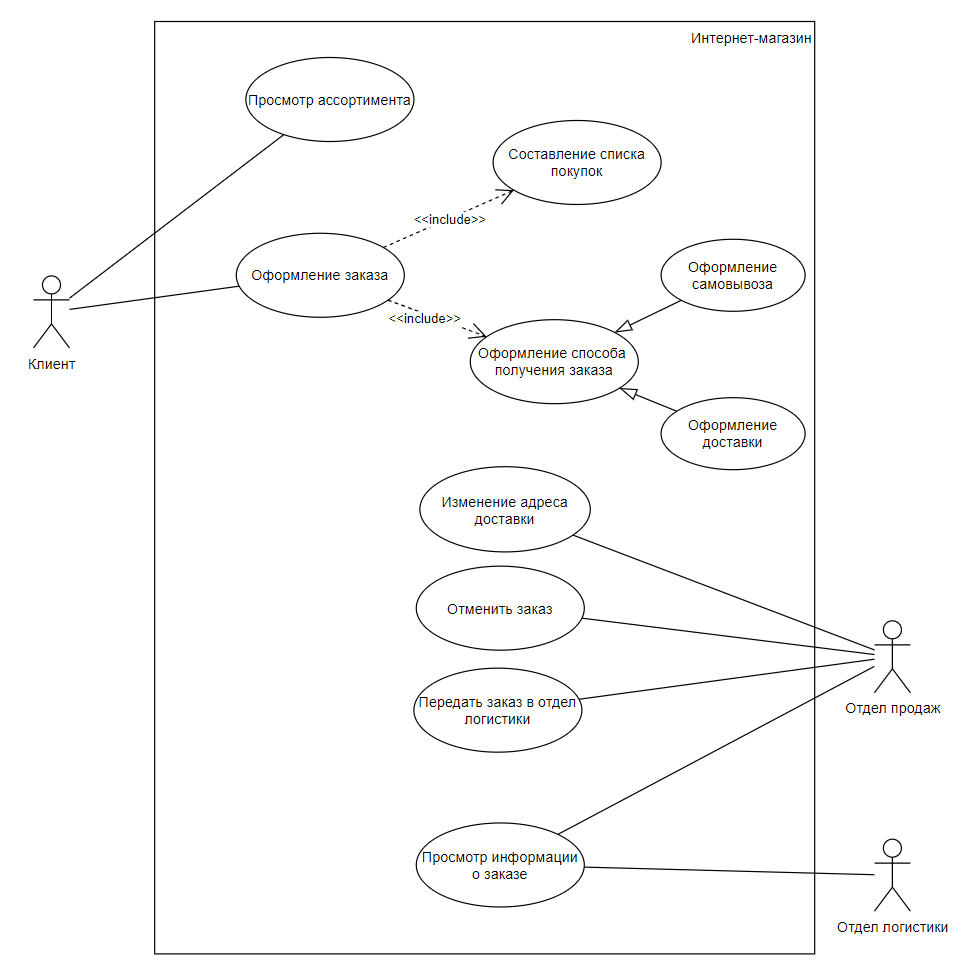 Интернет-магазин
Просмотр ассортимента
Составление списка
покупок
<<include>>
Оформление заказа
Оформление
самовывоза
<<include>>
Оформление способа
получения заказа
Клиент
Оформление
доставки
Изменение адреса
доставки
Отменить заказ
Передать заказ в отдел
логистики
Отдел продаж
Просмотр информации
о заказе
Отдел логистики